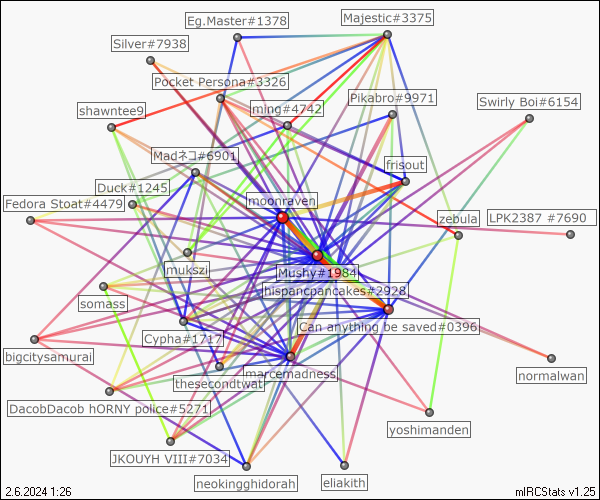 Eg.Master#1378
Majestic#3375
Silver#7938
Pocket Persona#3326
Pikabro#9971
Swirly Boi#6154
shawntee9
ming#4742
Madネコ#6901
frisout
Duck#1245
moonraven
Fedora Stoat#4479
zebula
LPK2387 #7690
mukszi
Mushy#1984
somass
hispancpancakes#2928
Can anything be saved#0396
Cypha#1717
bigcitysamurai
marcemadness
normalwan
thesecondtwat
DacobDacob hORNY police#5271
yoshimanden
JKOUYH VIII#7034
neokingghidorah
eliakith
2.6.2024 1:26
mIRCStats v1.25